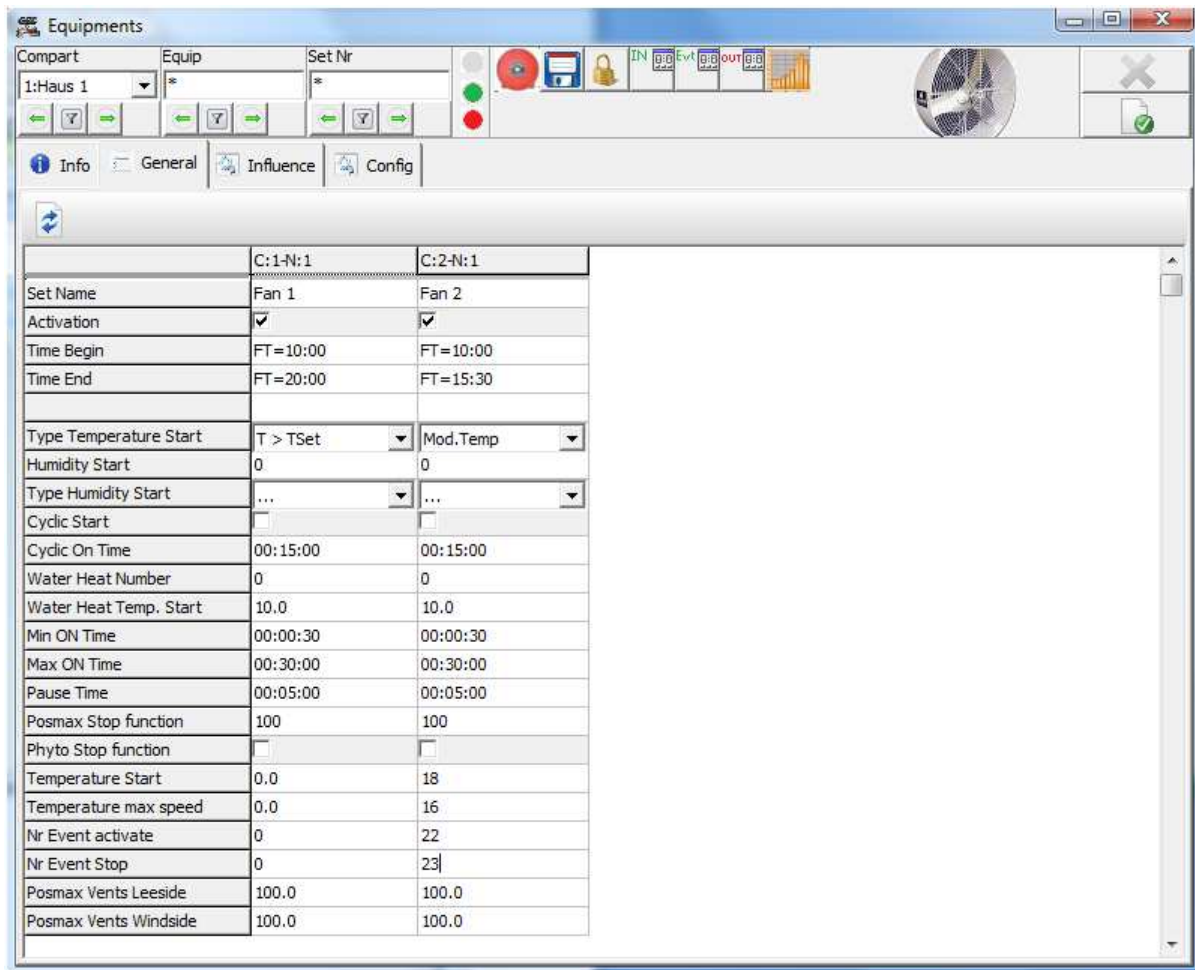 Equipments
Compart Equip Set Nr
1:Haus 1 * *
IN 0:0 Evt 0:0 OUT 0:0
Info General Influence Config
C:1-N:1 C:2-N:1
Set Name Fan 1 Fan 2
Activation
Time Begin FT=10:00 FT=10:00
Time End FT=20:00 FT=15:30
Type Temperature Start T > TSet Mod.Temp
Humidity Start 0 0
Type Humidity Start ... ...
Cyclic Start
Cyclic On Time 00:15:00 00:15:00
Water Heat Number 0 0
Water Heat Temp. Start 10.0 10.0
Min ON Time 00:00:30 00:00:30
Max ON Time 00:30:00 00:30:00
Pause Time 00:05:00 00:05:00
Posmax Stop function 100 100
Phyto Stop function
Temperature Start 0.0 18
Temperature max speed 0.0 16
Nr Event activate 0 22
Nr Event Stop 0 23
Posmax Vents Leeside 100.0 100.0
Posmax Vents Windside 100.0 100.0